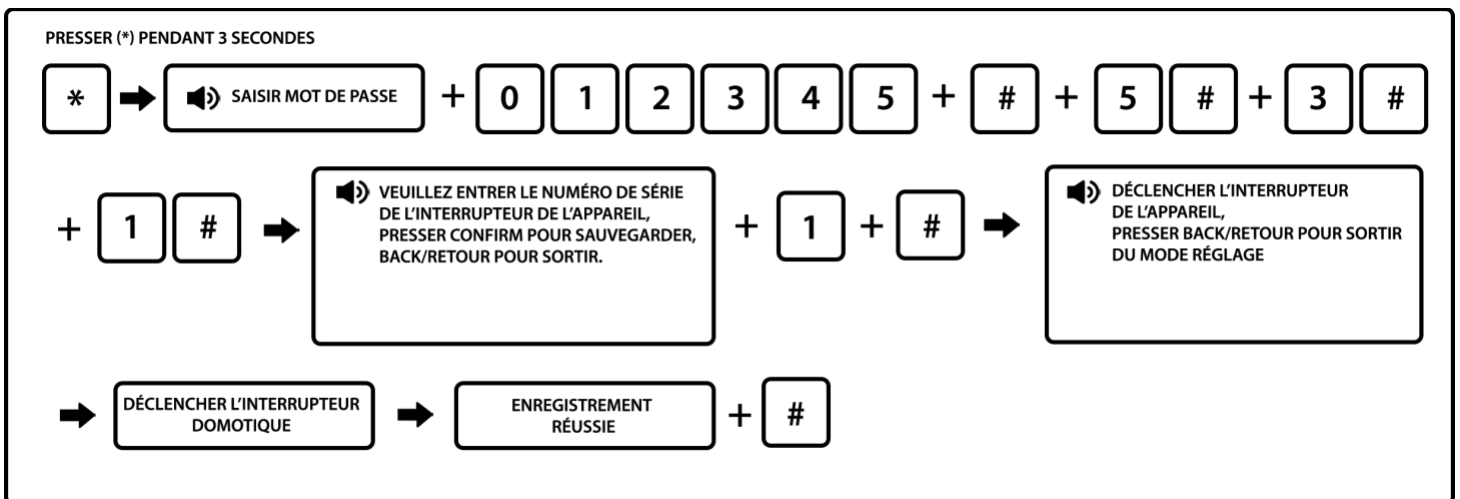 PRESSER (*) PENDANT 3 SECONDES
* SAISIR MOT DE PASSE + 0 1 2 3 4 5 + # + 5 # + 3 #
+ 1 # VEUILLEZ ENTRER LE NUMÉRO DE SÉRIE
DE L'INTERRUPTEUR DE L'APPAREIL,
PRESSER CONFIRM POUR SAUVEGARDER,
BACK/RETOUR POUR SORTIR.
+ 1 + #
DÉCLENCHER L'INTERRUPTEUR
DE L'APPAREIL,
PRESSER BACK/RETOUR POUR SORTIR
DU MODE RÉGLAGE
DÉCLENCHER L'INTERRUPTEUR
DOMOTIQUE
ENREGISTREMENT
RÉUSSIE
+ #